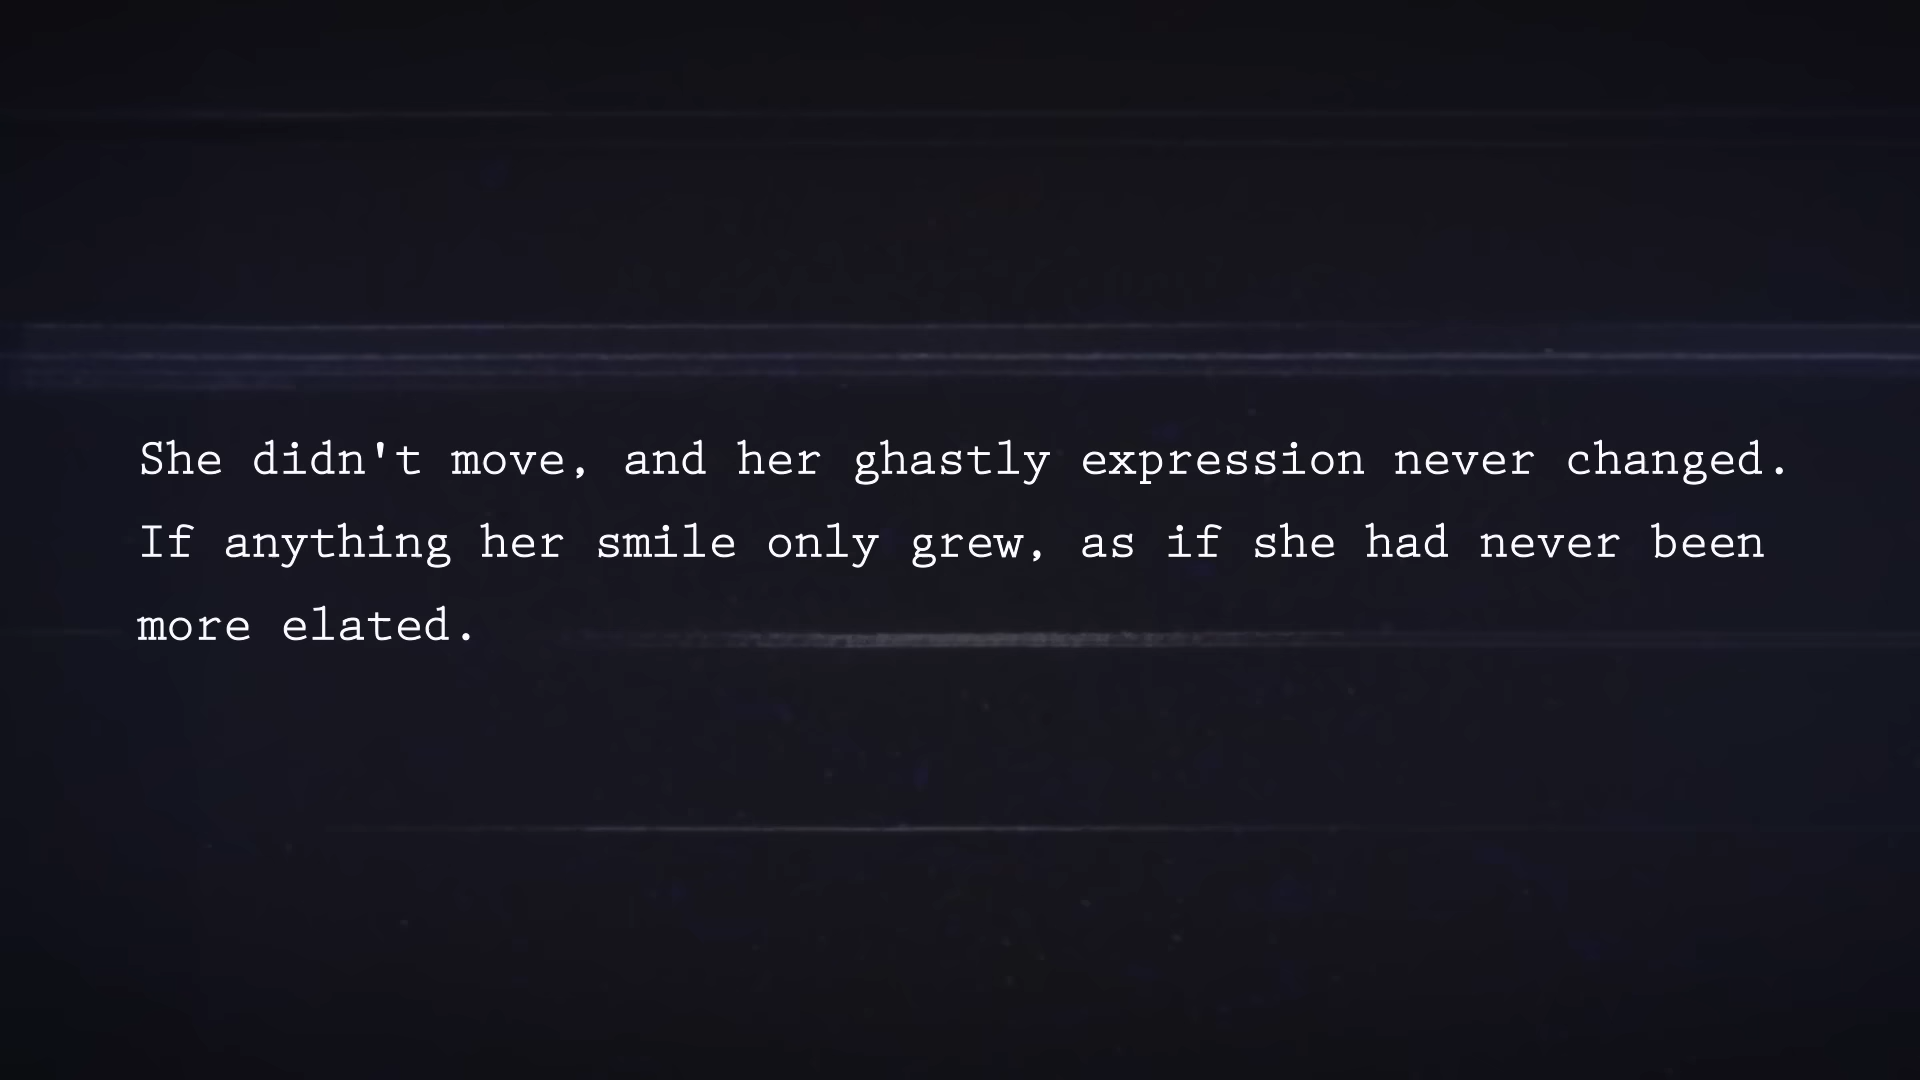 She didn't move, and her ghastly expression never changed.
If anything her smile only grew, as if she had never been
more elated.